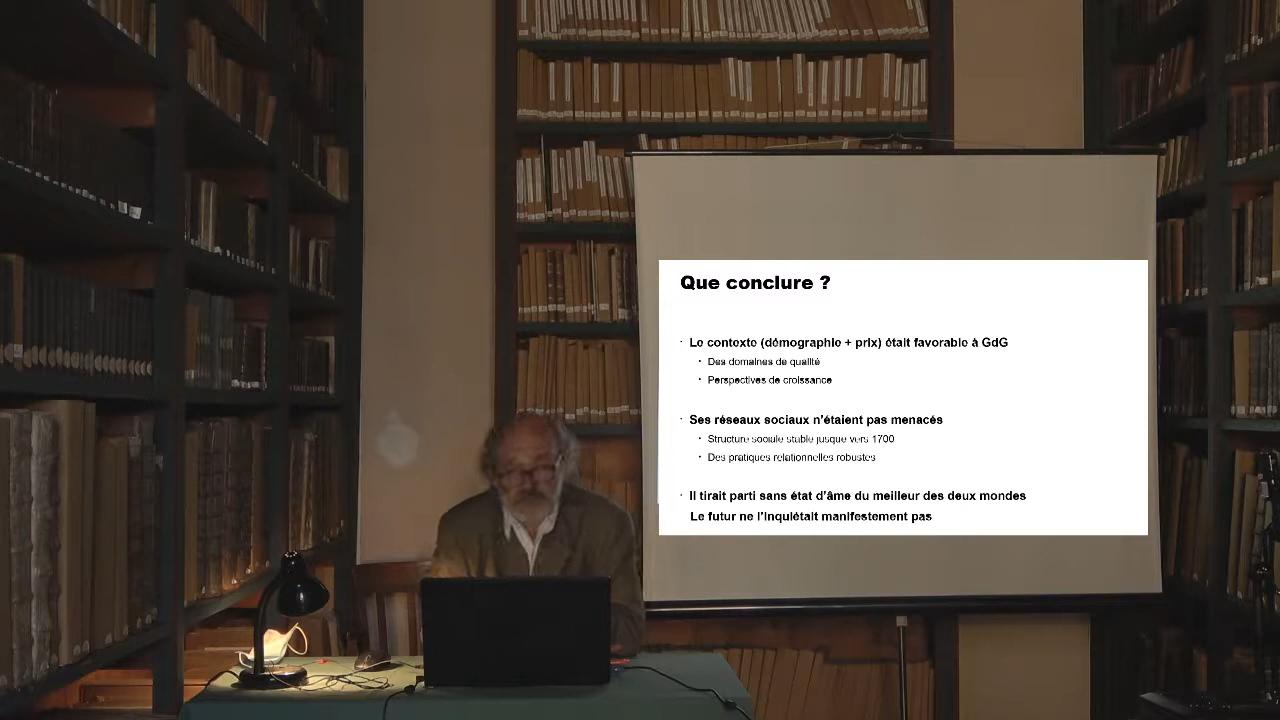 Que conclure ?
· Le contexte (démographie + prix) était favorable à GdG
· Des domaines de qualité
· Perspectives de croissance
· Ses réseaux sociaux n'étaient pas menacés
· Structure sociale stable jusque vers 1700
· Des pratiques relationnelles robustes
· Il tirait parti sans état d'âme du meilleur des deux mondes
Le futur ne l'inquiétait manifestement pas